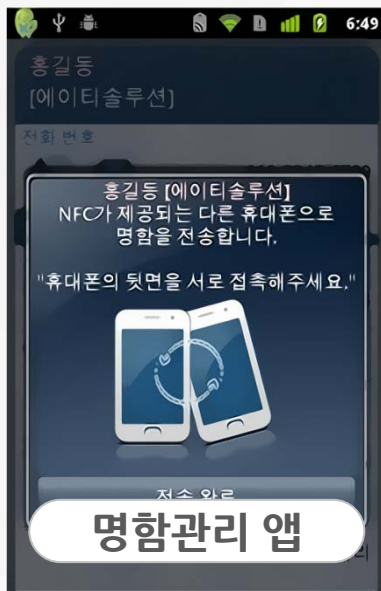 6:49
홍길동
[에이티솔루션]
전화 번호
홍길동 [에이티솔루션]
NFC가 제공되는 다른 휴대폰으로
명함을 전송합니다.
"휴대폰의 뒷면을 서로 접촉해주세요."
전송 완료
명함관리 앱